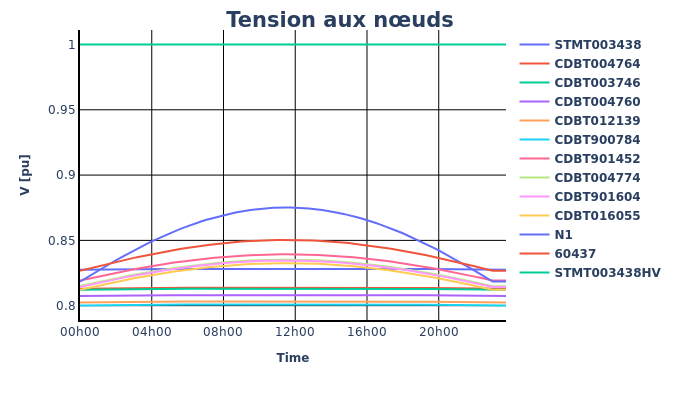 Tension aux nœuds
1
0.95
0.9
0.85
0.8
V [pu]
00h00 04h00 08h00 12h00 16h00 20h00
Time
STMT003438
CDBT004764
CDBT003746
CDBT004760
CDBT012139
CDBT900784
CDBT901452
CDBT004774
CDBT901604
CDBT016055
N1
60437
STMT003438HV